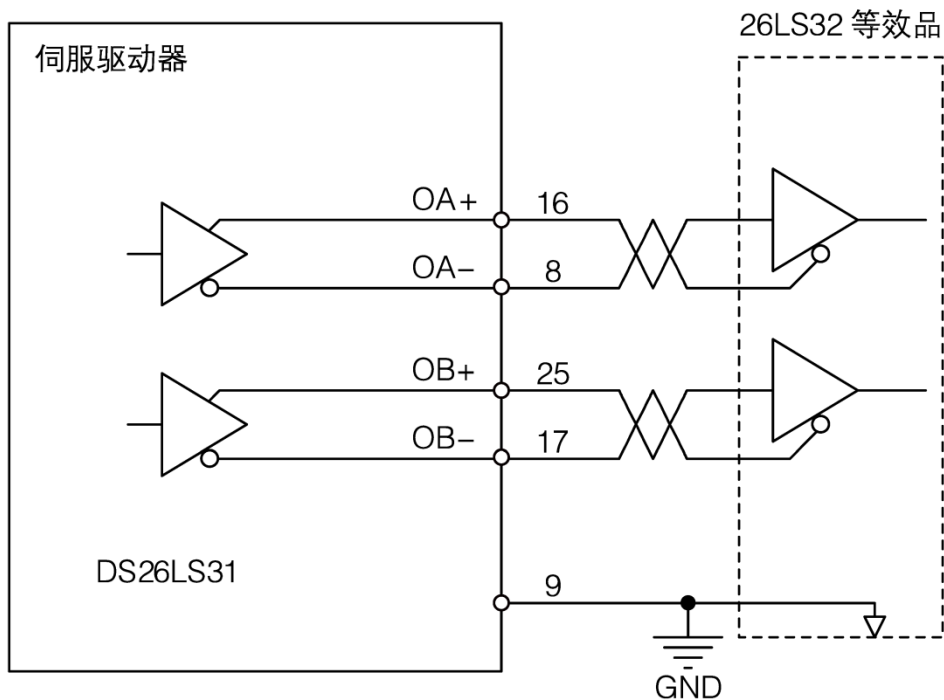 26LS32 等效品
伺服驱动器
OA+
16
OA-
8
OB+
25
OB-
17
DS26LS31
9
GND